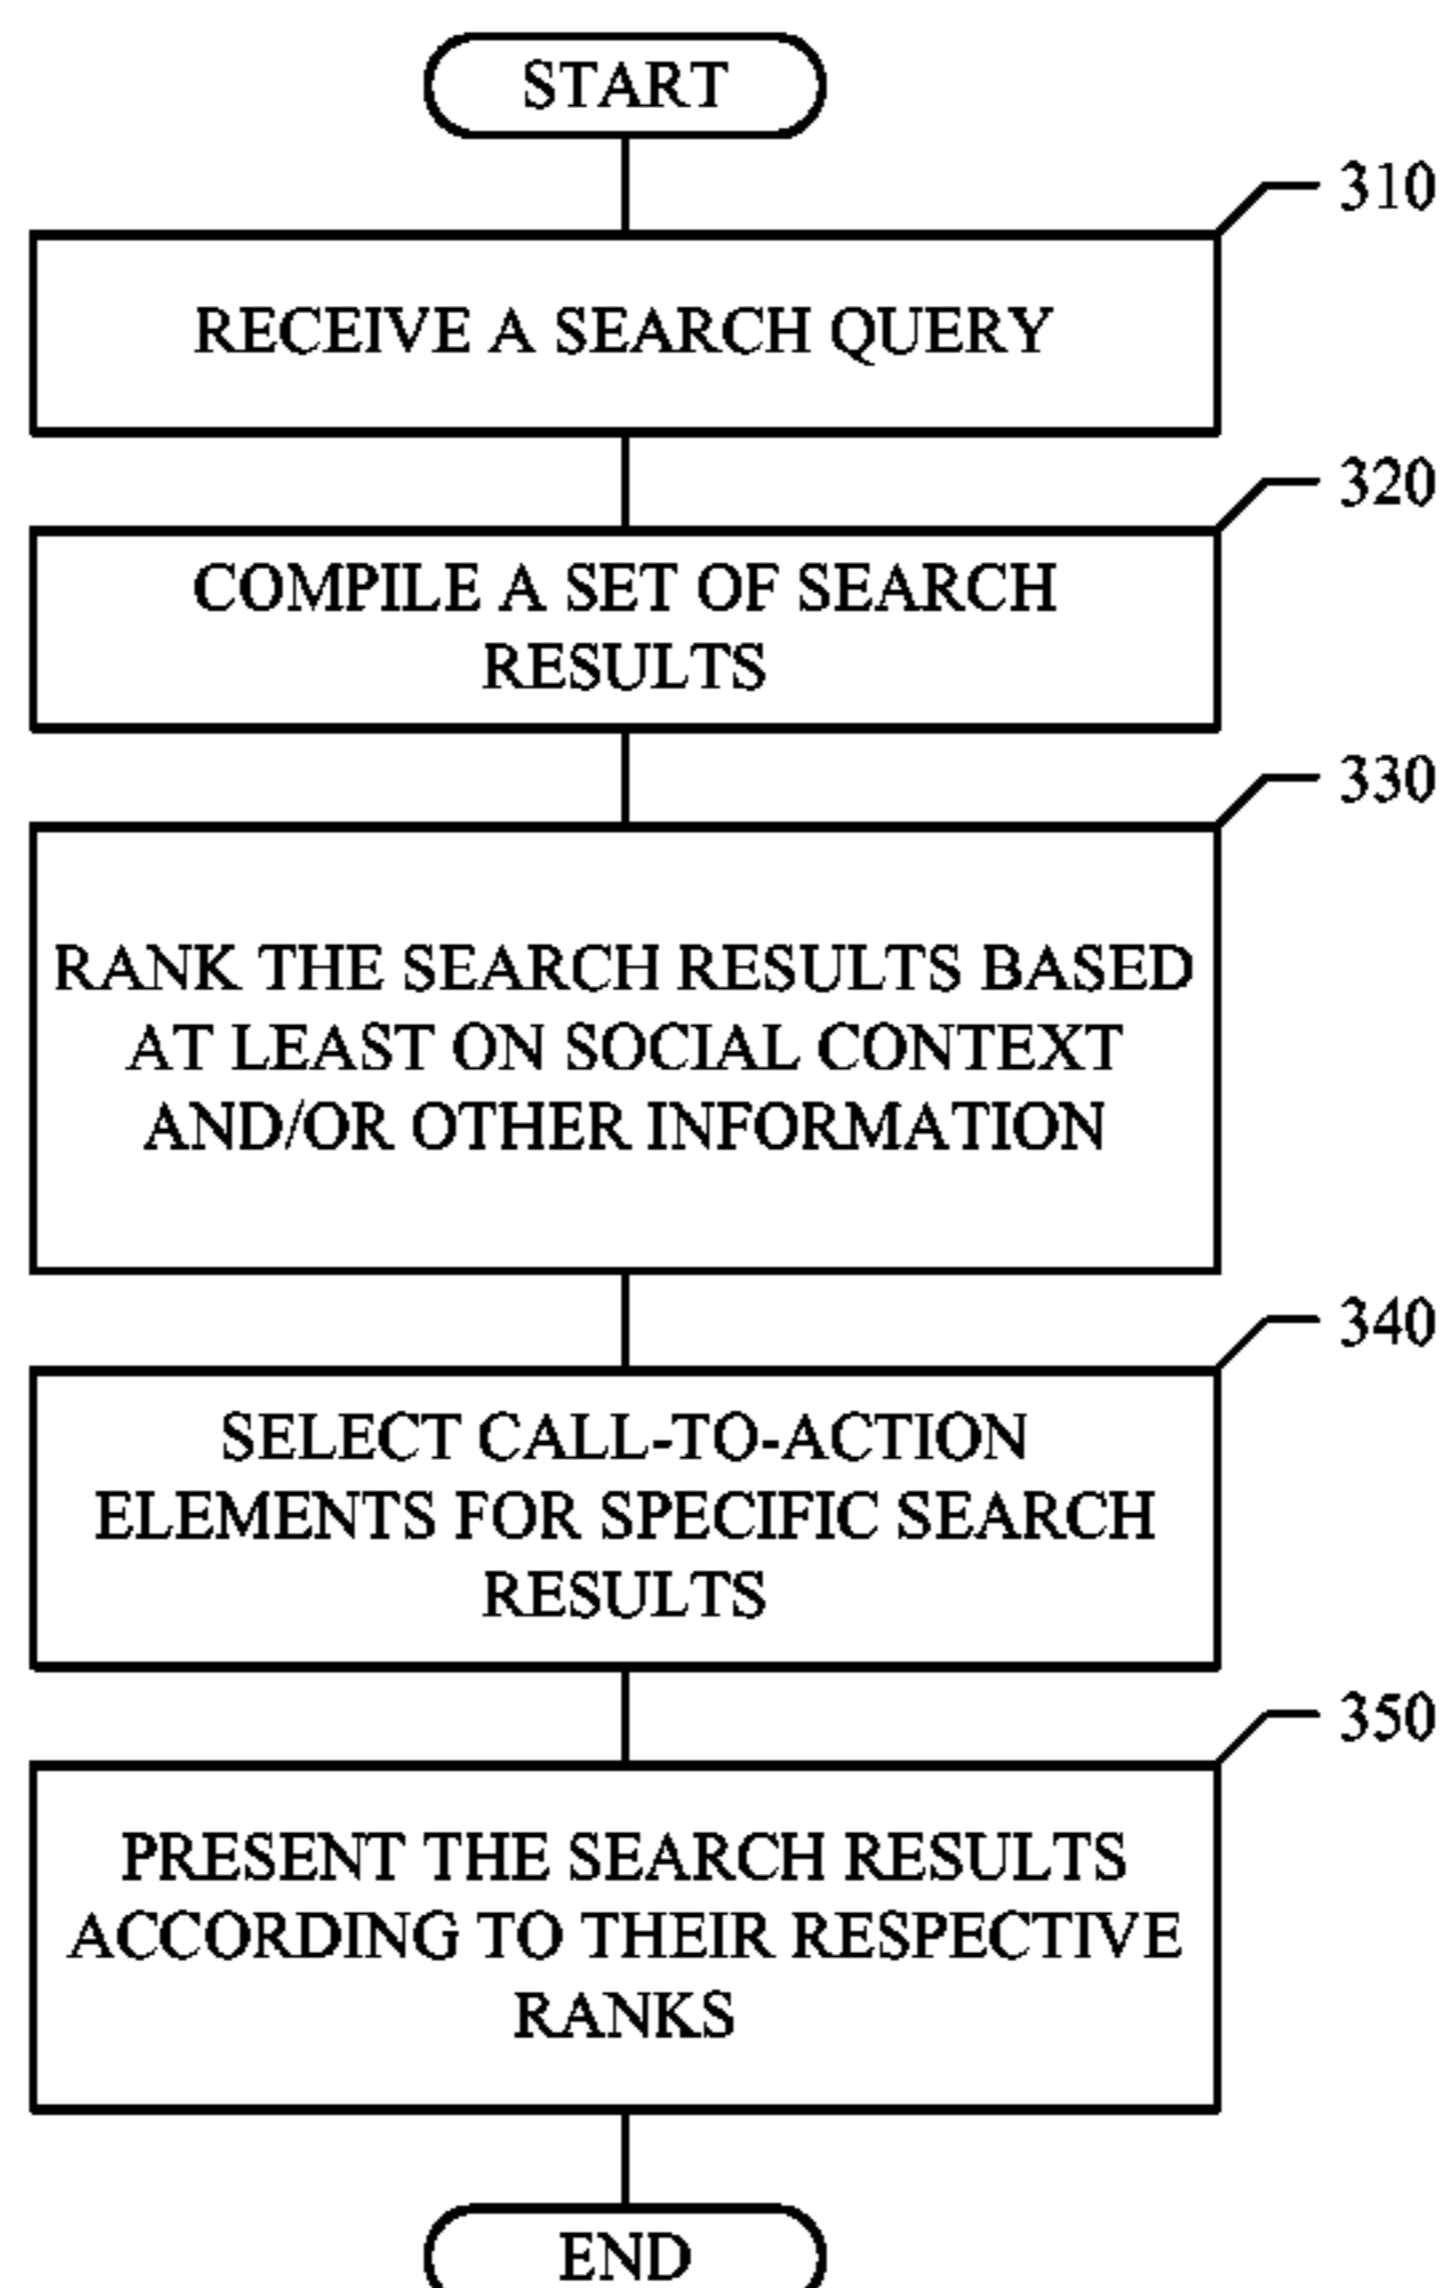 START
310
RECEIVE A SEARCH QUERY
320
COMPILE A SET OF SEARCH
RESULTS
330
RANK THE SEARCH RESULTS BASED
AT LEAST ON SOCIAL CONTEXT
AND/OR OTHER INFORMATION
340
SELECT CALL-TO-ACTION
ELEMENTS FOR SPECIFIC SEARCH
RESULTS
350
PRESENT THE SEARCH RESULTS
ACCORDING TO THEIR RESPECTIVE
RANKS
END